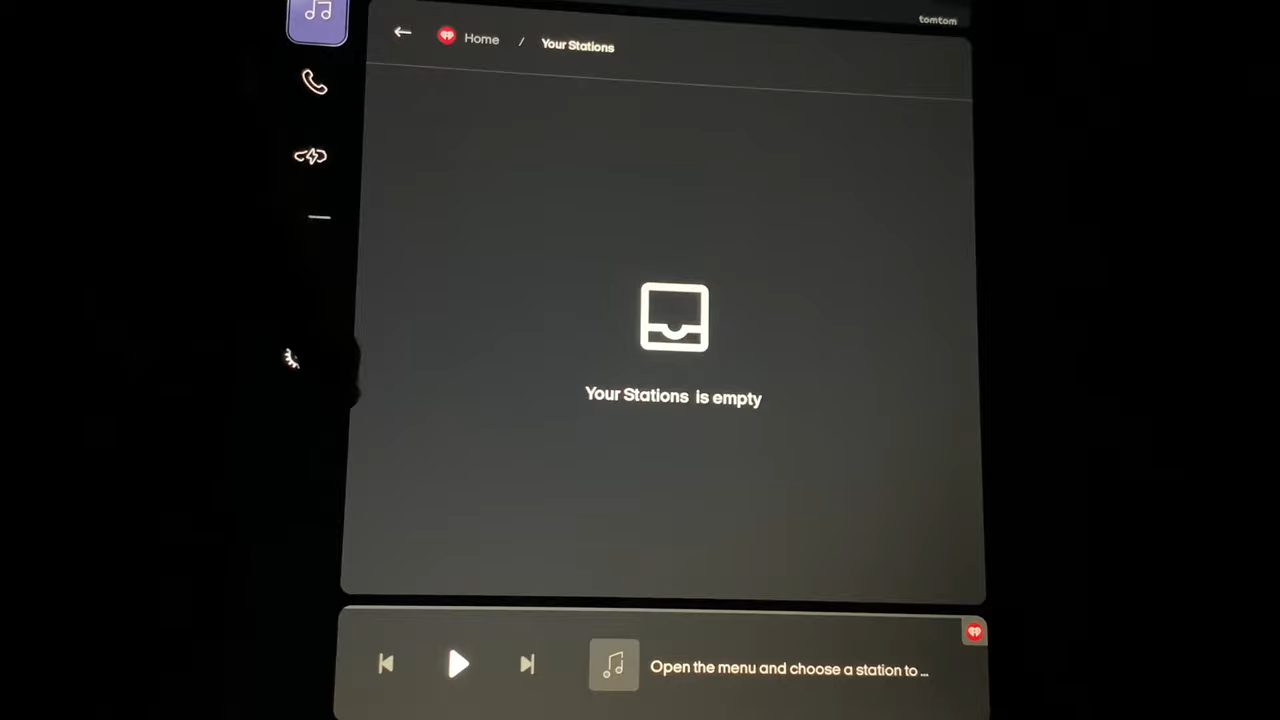 tomtom
Home / Your Stations
Your Stations is empty
Open the menu and choose a station to ...